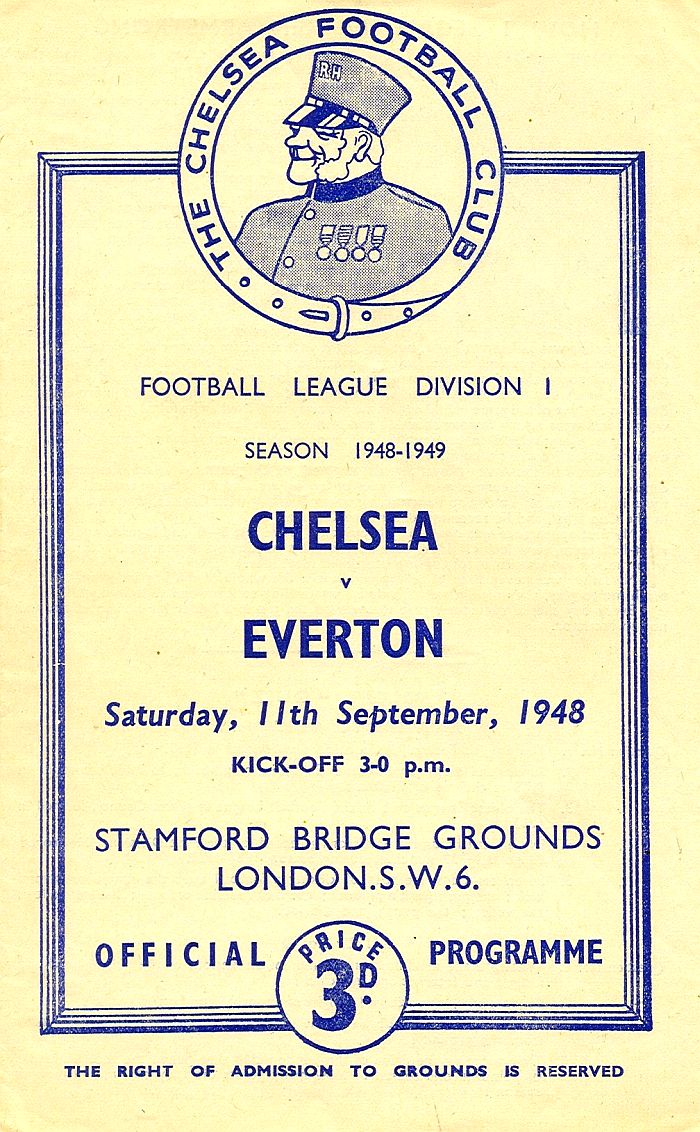 THE CHELSEA FOOTBALL CLUB
RH
FOOTBALL LEAGUE DIVISION I
SEASON 1948-1949
CHELSEA
v
EVERTON
Saturday, 11th September, 1948
KICK-OFF 3-0 p.m.
STAMFORD BRIDGE GROUNDS
LONDON.S.W.6.
OFFICIAL PROGRAMME
PRICE
3D.
THE RIGHT OF ADMISSION TO GROUNDS IS RESERVED